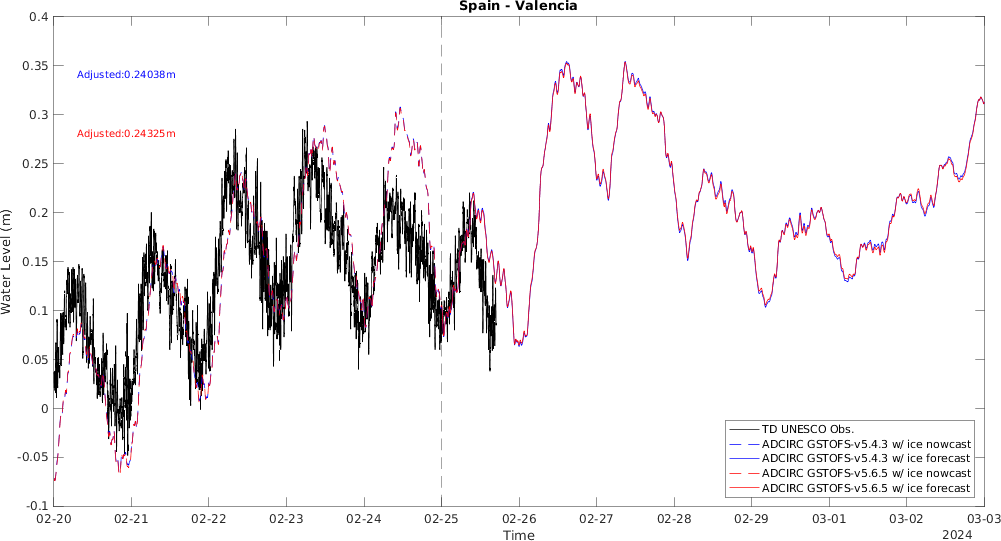 Spain - Valencia
0.4
0.35
0.3
0.25
0.2
0.15
0.1
0.05
0
-0.05
-0.1
Water Level (m)
Adjusted:0.24038m
Adjusted:0.24325m
TD UNESCO Obs.
ADCIRC GSTOFS-v5.4.3 w/ ice nowcast
ADCIRC GSTOFS-v5.4.3 w/ ice forecast
ADCIRC GSTOFS-v5.6.5 w/ ice nowcast
ADCIRC GSTOFS-v5.6.5 w/ ice forecast
02-20 02-21 02-22 02-23 02-24 02-25 02-26 02-27 02-28 02-29 03-01 03-02 03-03
Time
2024